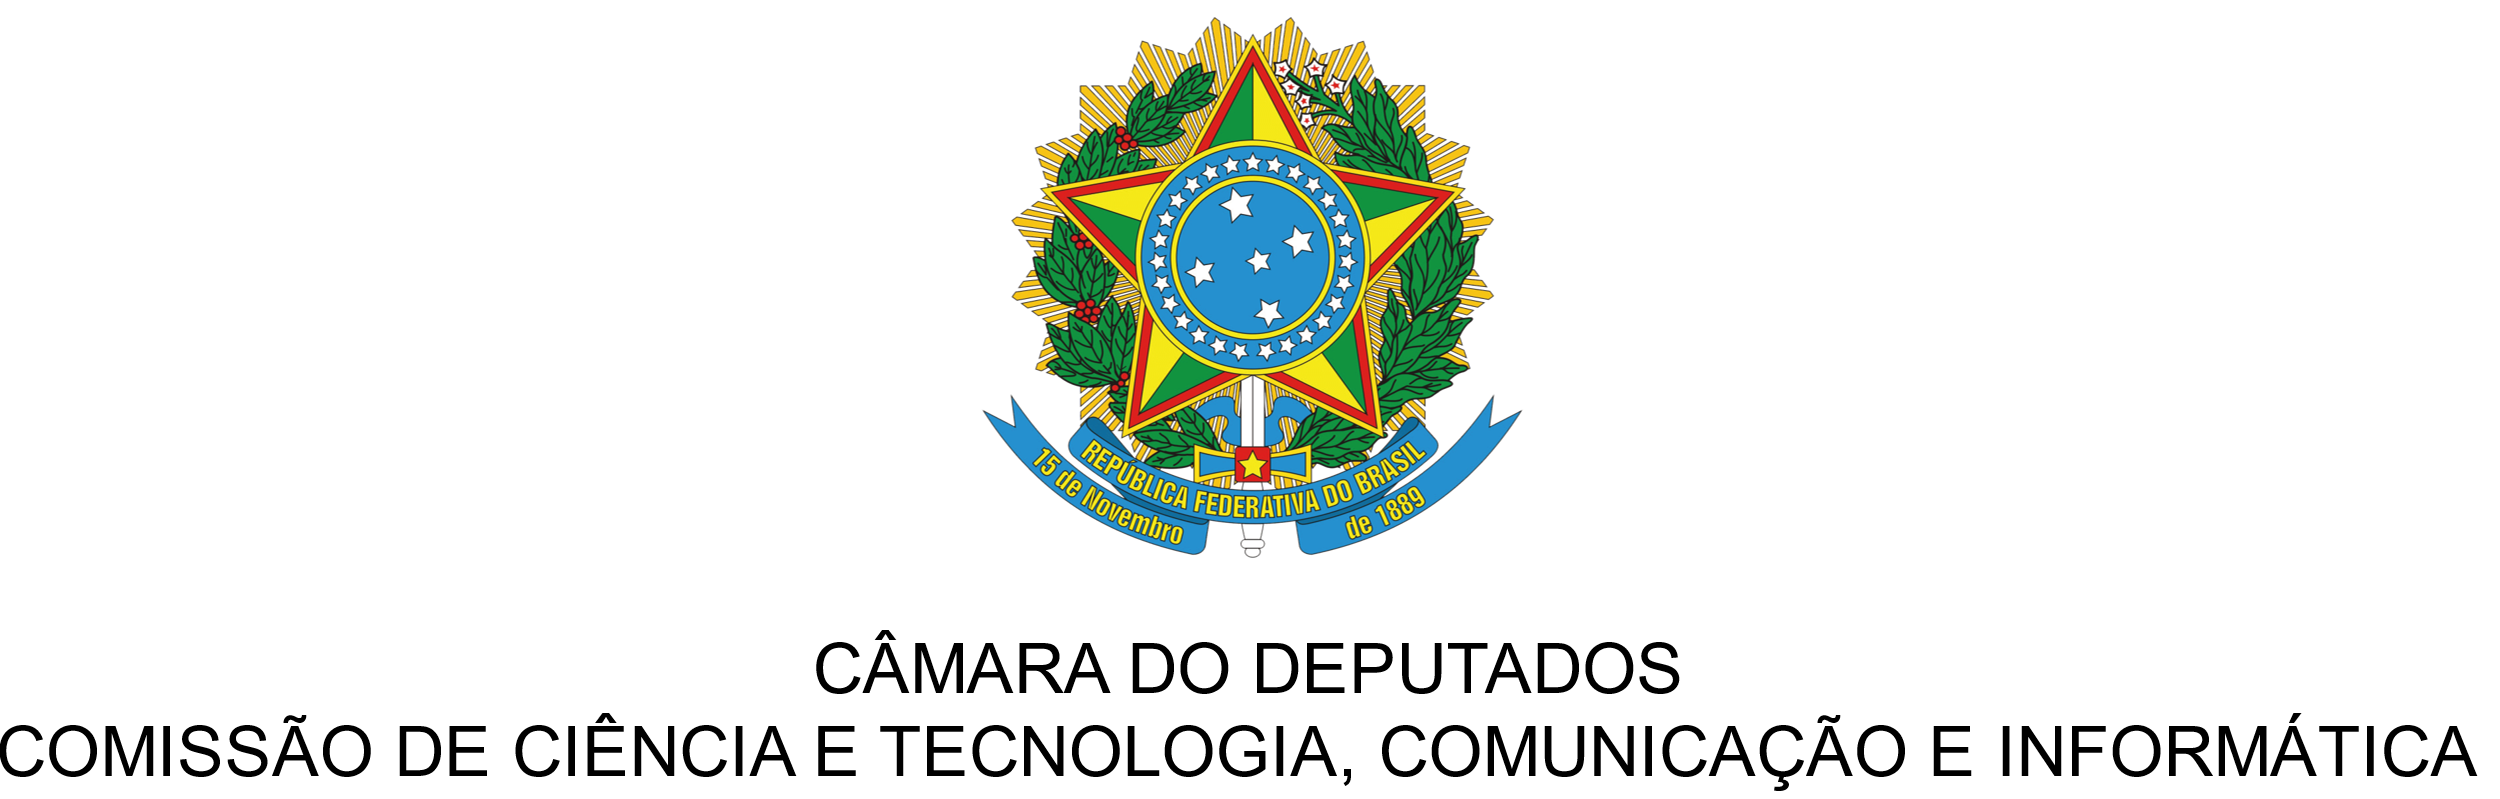 REPÚBLICA FEDERATIVA DO BRASIL
15 de Novembro de 1889
CÂMARA DO DEPUTADOS
COMISSÃO DE CIÊNCIA E TECNOLOGIA, COMUNICAÇÃO E INFORMÁTICA